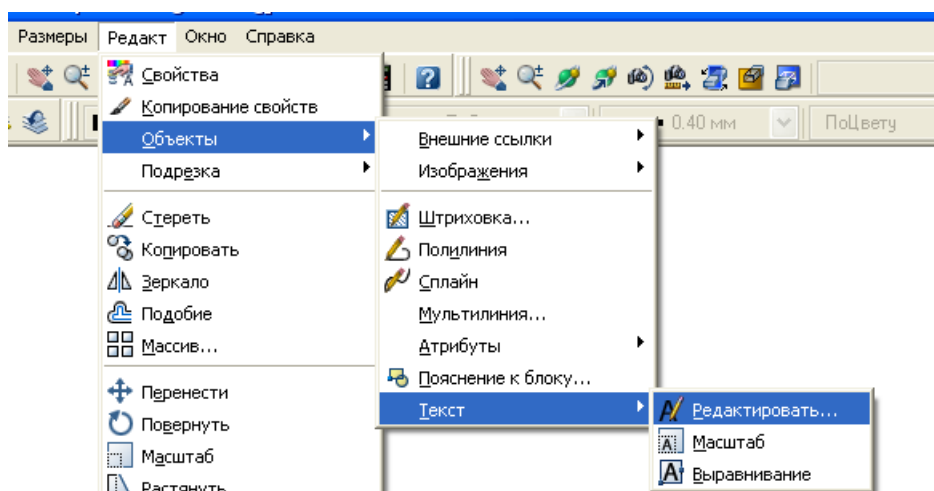 Размеры Редакт Окно Справка
Свойства
Копирование свойств
0.40 мм ПоЦвету
Объекты
Внешние ссылки
Подрезка
Изображения
Стереть
Штриховка...
Копировать
Полилиния
Зеркало
Сплайн
Подобие
Мультилиния...
Массив...
Атрибуты
Перенести
Пояснение к блоку...
Повернуть
Текст
Редактировать...
Масштаб
Масштаб
Растянуть
Выравнивание